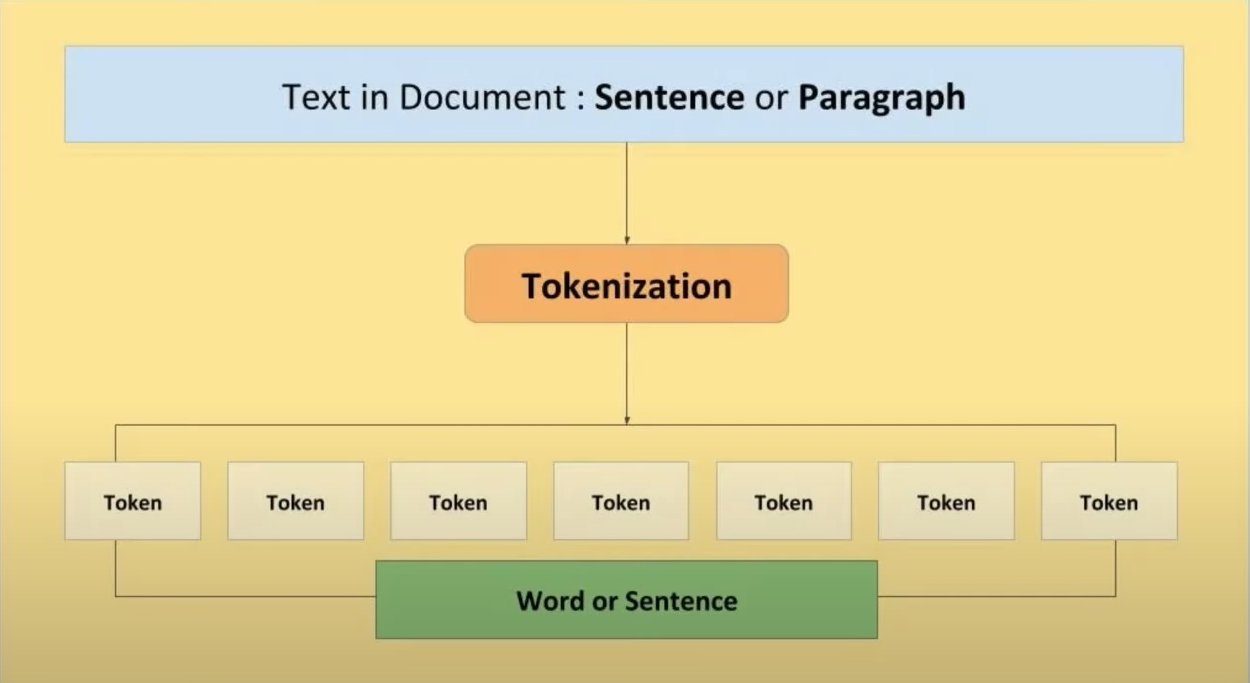 Text in Document : Sentence or Paragraph
Tokenization
Token Token Token Token Token Token Token
Word or Sentence